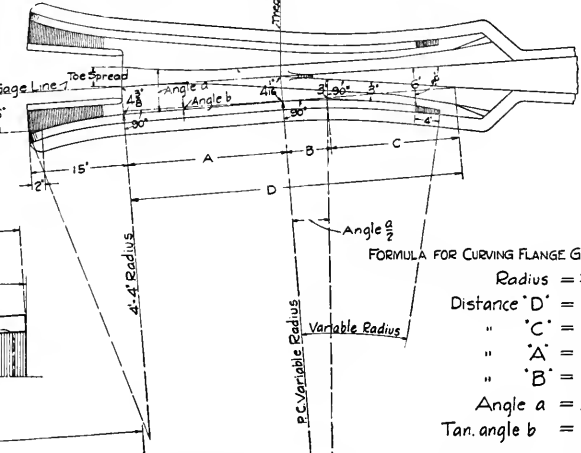 Gage Line
Toe Spread
Angle a
Angle b
4 3/8
4 1/16
3"
90°
3"
6"
8"
90°
90°
4"
A
B
C
15"
2"
D
Angle a/2
4'-4" Radius
P.C. Variable Radius
Variable Radius
FORMULA FOR CURVING FLANGE G
Radius =
Distance "D" =
" "C" =
" "A" =
" "B" =
Angle a =
Tan. angle b =